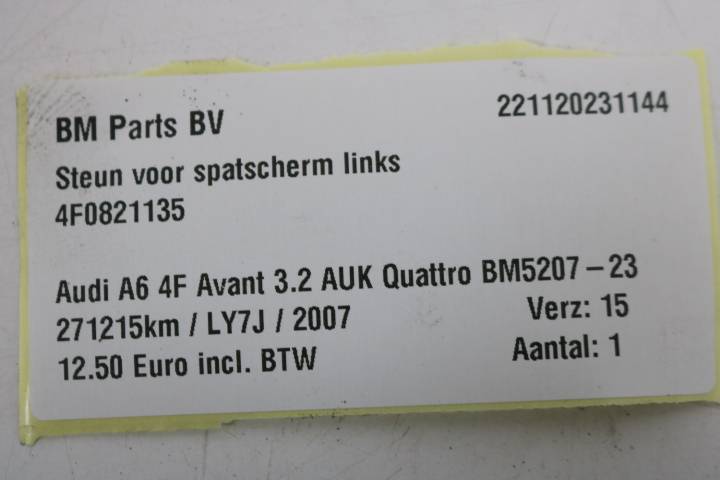 BM Parts BV 221120231144
Steun voor spatscherm links
4F0821135
Audi A6 4F Avant 3.2 AUK Quattro BM5207-23
271215km / LY7J / 2007 Verz: 15
12.50 Euro incl. BTW Aantal: 1